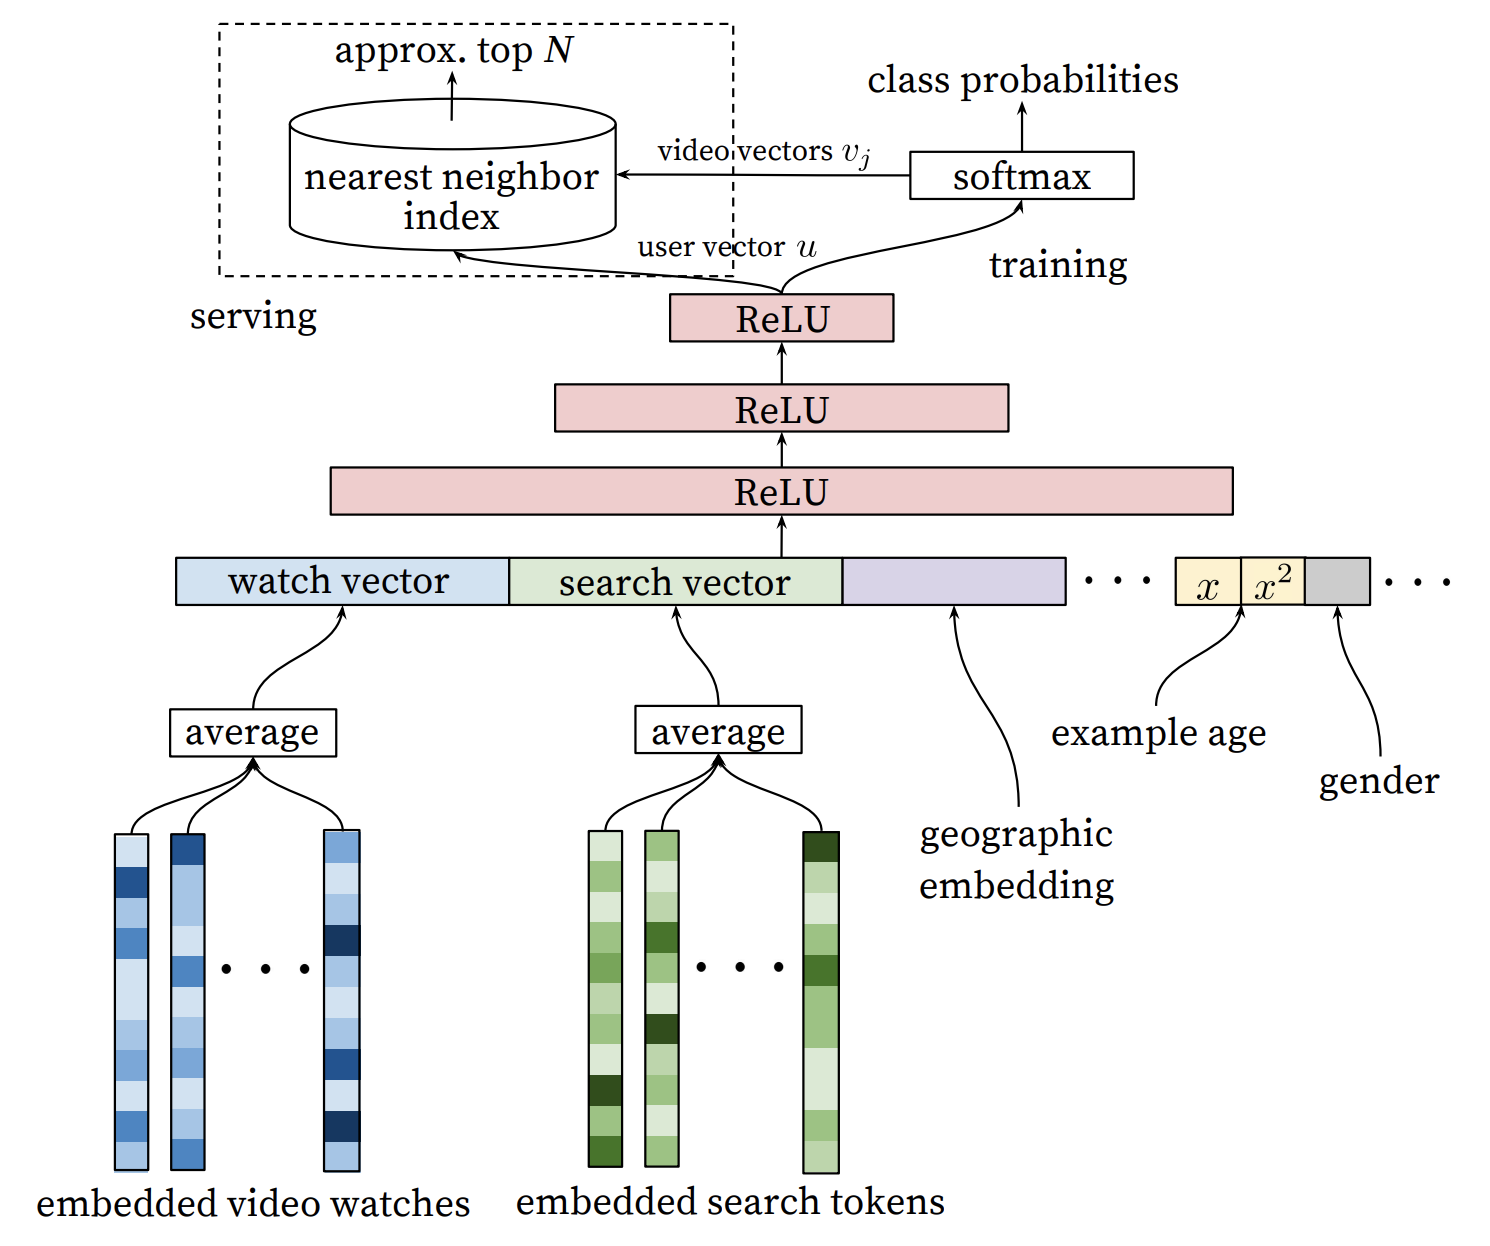 approx. top N
class probabilities
nearest neighbor
index
video vectors v_j
softmax
user vector u
training
serving
ReLU
ReLU
ReLU
watch vector
search vector
. . .
x
x²
. . .
average
average
example age
gender
geographic
embedding
. . .
. . .
embedded video watches
embedded search tokens